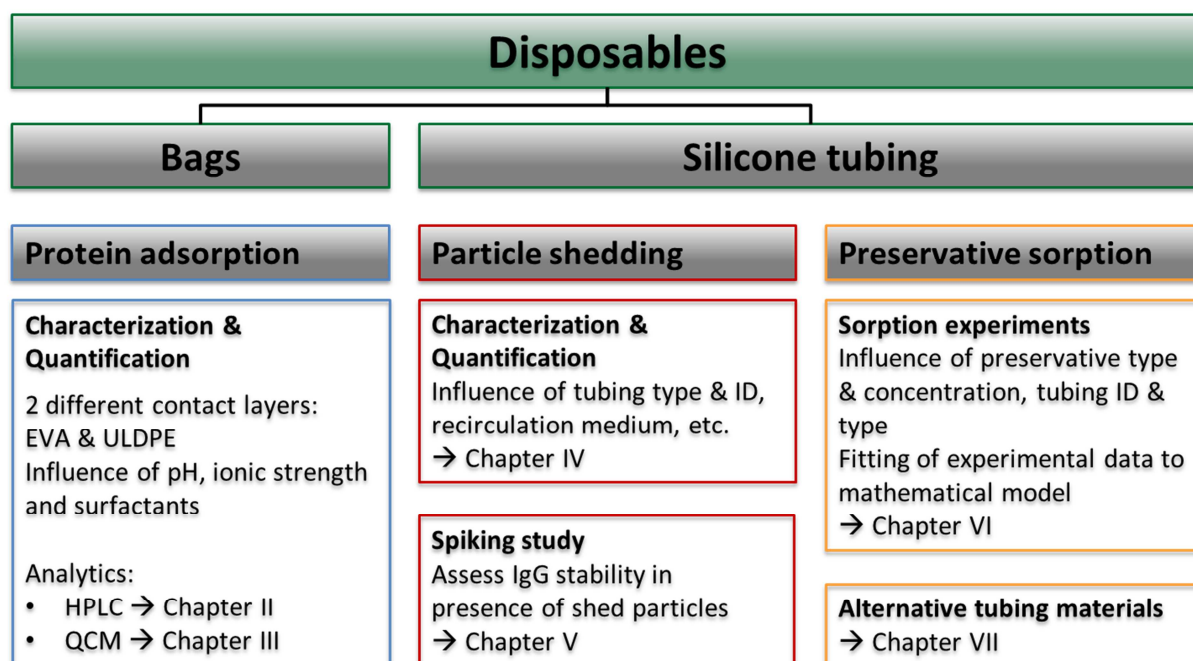 Disposables
Bags
Silicone tubing
Protein adsorption
Characterization &
Quantification
2 different contact layers:
EVA & ULDPE
Influence of pH, ionic strength
and surfactants
Analytics:
• HPLC → Chapter II
• QCM → Chapter III
Particle shedding
Characterization &
Quantification
Influence of tubing type & ID,
recirculation medium, etc.
→ Chapter IV
Spiking study
Assess IgG stability in
presence of shed particles
→ Chapter V
Preservative sorption
Sorption experiments
Influence of preservative type
& concentration, tubing ID &
type
Fitting of experimental data to
mathematical model
→ Chapter VI
Alternative tubing materials
→ Chapter VII